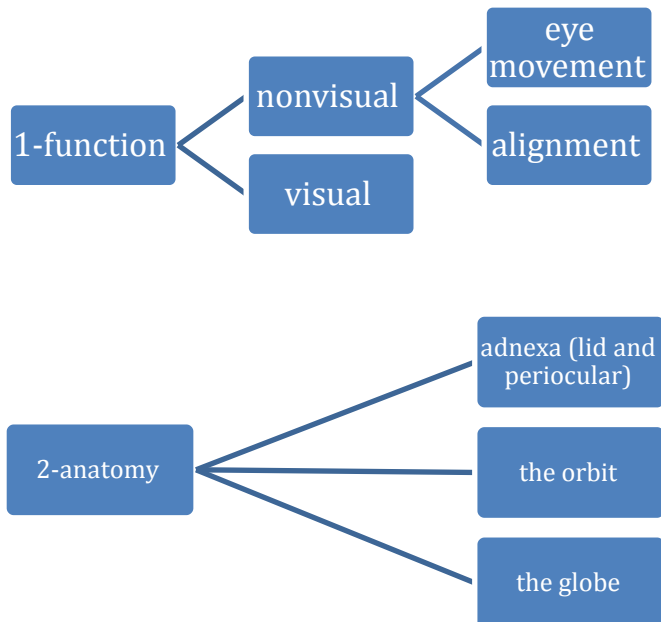 eye
movement
nonvisual
1-function
alignment
visual
adnexa (lid and
periocular)
2-anatomy
the orbit
the globe